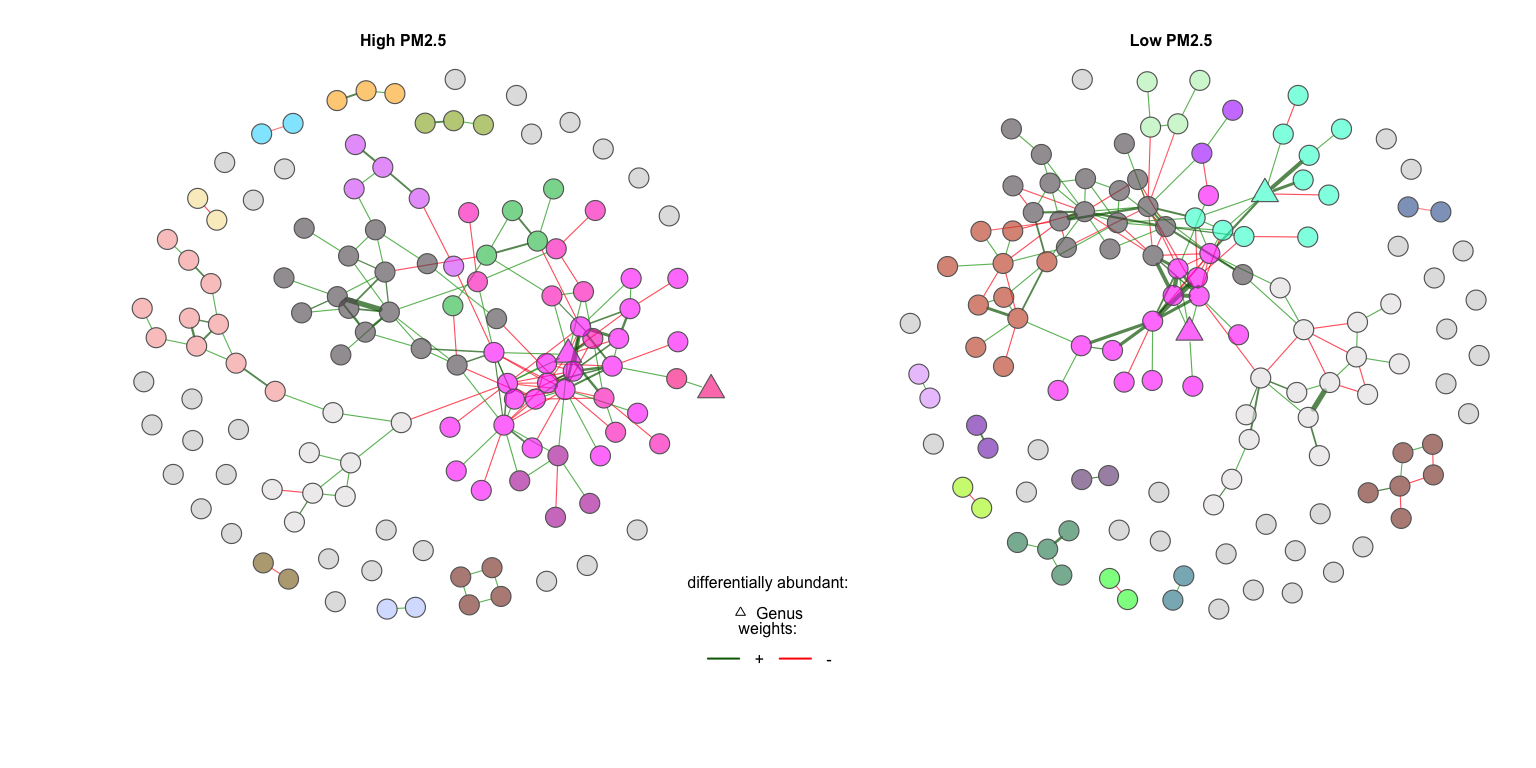 High PM2.5
Low PM2.5
differentially abundant:
Genus
weights:
+ -